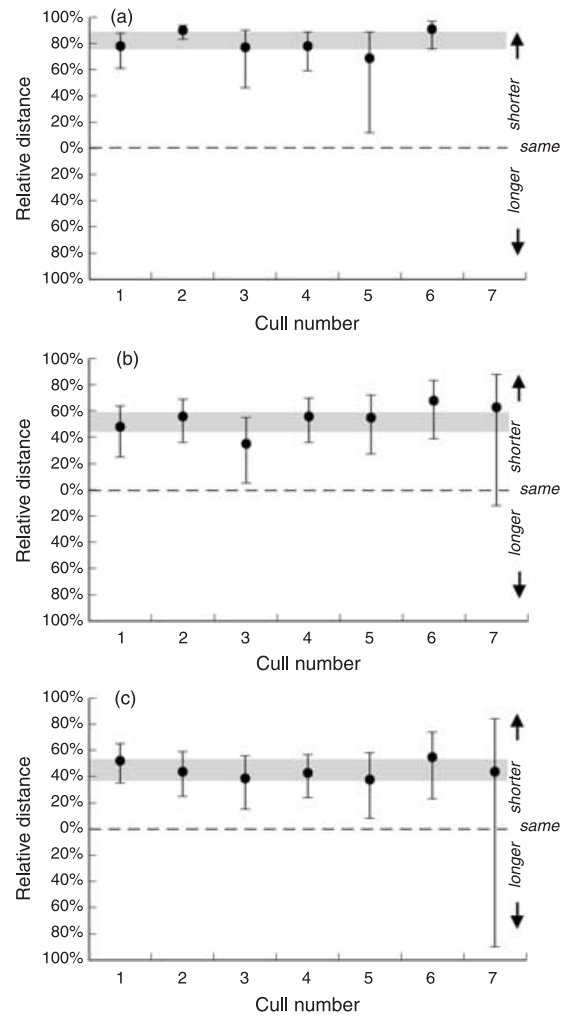 (a)
100%
80%
60%
40%
20%
0%
20%
40%
60%
80%
100%
Relative distance
shorter
same
longer
1 2 3 4 5 6 7
Cull number
(b)
100%
80%
60%
40%
20%
0%
20%
40%
60%
80%
100%
Relative distance
shorter
same
longer
1 2 3 4 5 6 7
Cull number
(c)
100%
80%
60%
40%
20%
0%
20%
40%
60%
80%
100%
Relative distance
shorter
same
longer
1 2 3 4 5 6 7
Cull number